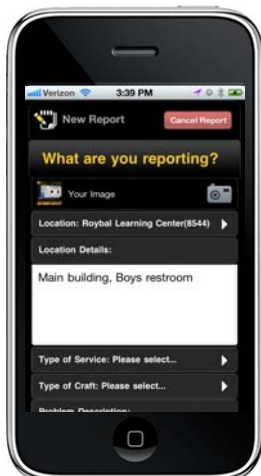 Verizon 3:39 PM
New Report Cancel Report
What are you reporting?
Your Image
Location: Roybal Learning Center(8544)
Location Details:
Main building, Boys restroom
Type of Service: Please select...
Type of Craft: Please select...
Problem Description: